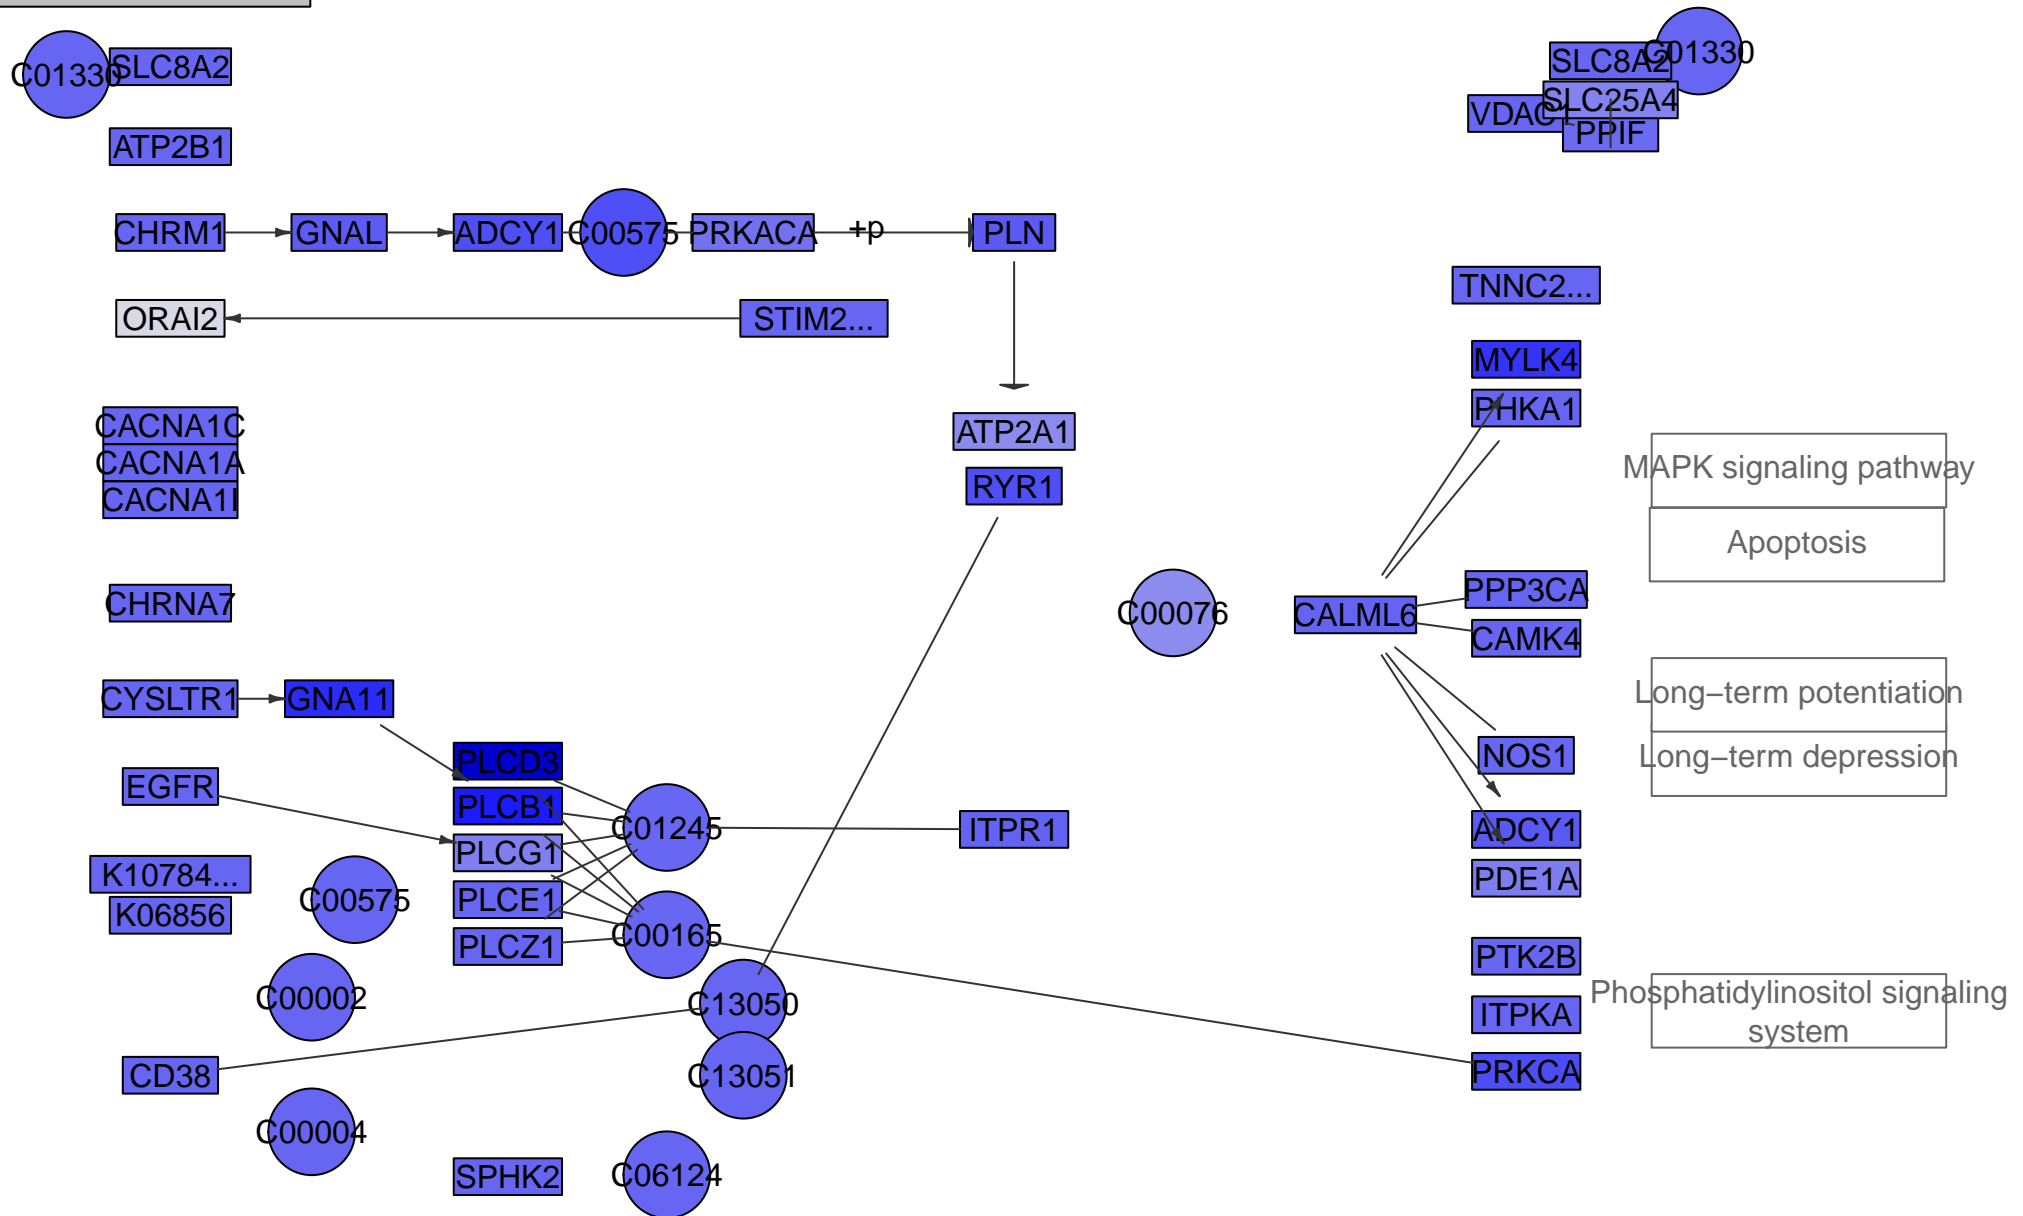 C01330
SLC8A2
SLC8A2
C01330
SLC25A4
VDAC1
PPIF
ATP2B1
CHRM1
GNAL
ADCY1
C00575
PRKACA
+p
PLN
TNNC2...
ORAI2
STIM2...
MYLK4
PHKA1
CACNA1C
CACNA1A
CACNA1I
ATP2A1
RYR1
MAPK signaling pathway
Apoptosis
CHRNA7
C00076
CALML6
PPP3CA
CAMK4
CYSLTR1
GNA11
Long−term potentiation
Long−term depression
NOS1
PLCD3
EGFR
PLCB1
C01245
ITPR1
ADCY1
PLCG1
K10784...
C00575
PLCE1
PDE1A
K06856
PLCZ1
C00165
PTK2B
C00002
C13050
ITPKA
Phosphatidylinositol signaling
system
CD38
C13051
PRKCA
C00004
SPHK2
C06124